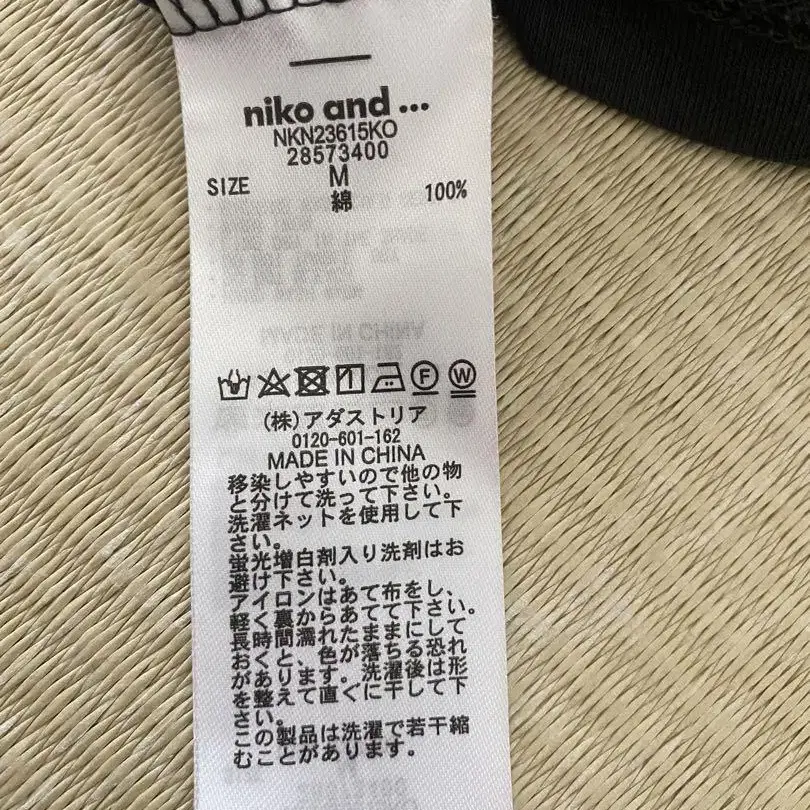 niko and ...
NKN23615KO
28573400
SIZE M
綿 100%
(株)アダストリア
0120-601-162
MADE IN CHINA
移染しやすいので他の物
と分けて洗って下さい。
洗濯ネットを使用して下
さい。
蛍光増白剤入り洗剤はお
避け下さい。
アイロンはあて布をし、
軽く裏からあてて下さい。
長時間濡れたままにして
おくと、色が落ちる恐れ
があります。洗濯後は形
を整えて直ぐに干して下
さい。
この製品は洗濯で若干縮
むことがあります。